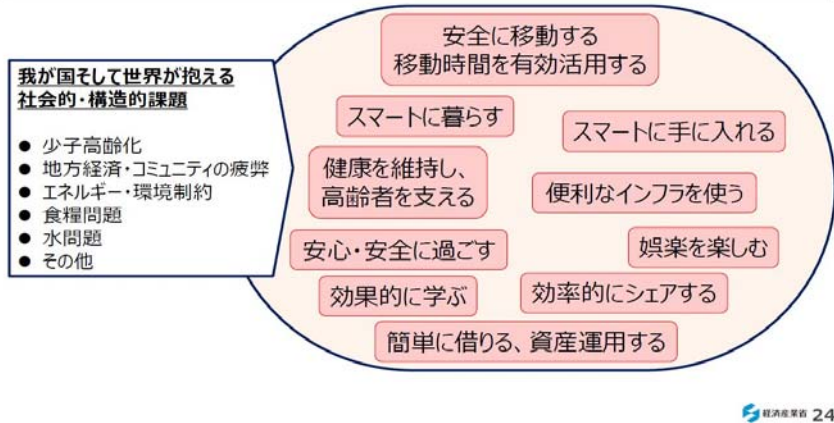 我が国そして世界が抱える
社会的・構造的課題
● 少子高齢化
● 地方経済・コミュニティの疲弊
● エネルギー・環境制約
● 食糧問題
● 水問題
● その他
安全に移動する
移動時間を有効活用する
スマートに暮らす
スマートに手に入れる
健康を維持し、
高齢者を支える
便利なインフラを使う
安心・安全に過ごす
娯楽を楽しむ
効果的に学ぶ
効率的にシェアする
簡単に借りる、資産運用する
経済産業省 24